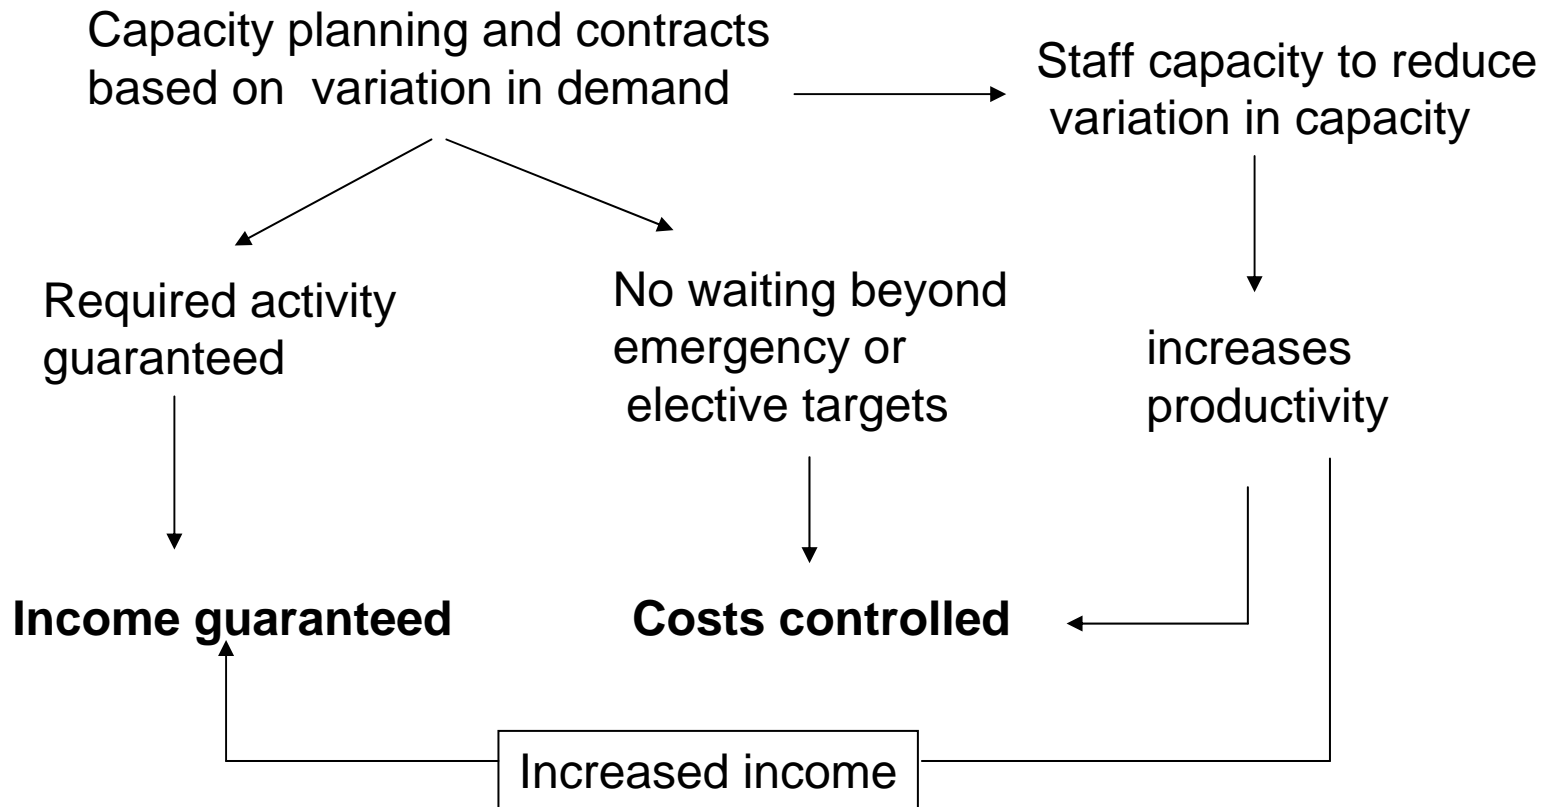 Capacity planning and contracts
based on variation in demand
Staff capacity to reduce
variation in capacity
Required activity
guaranteed
No waiting beyond
emergency or
elective targets
increases
productivity
Income guaranteed
Costs controlled
Increased income